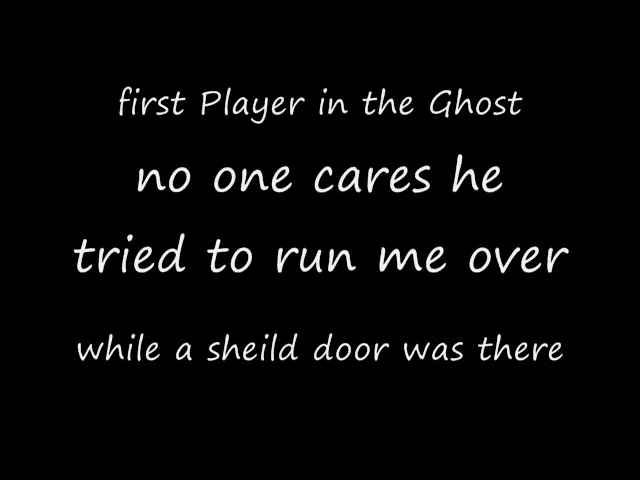 first Player in the Ghost
no one cares he
tried to run me over
while a sheild door was there